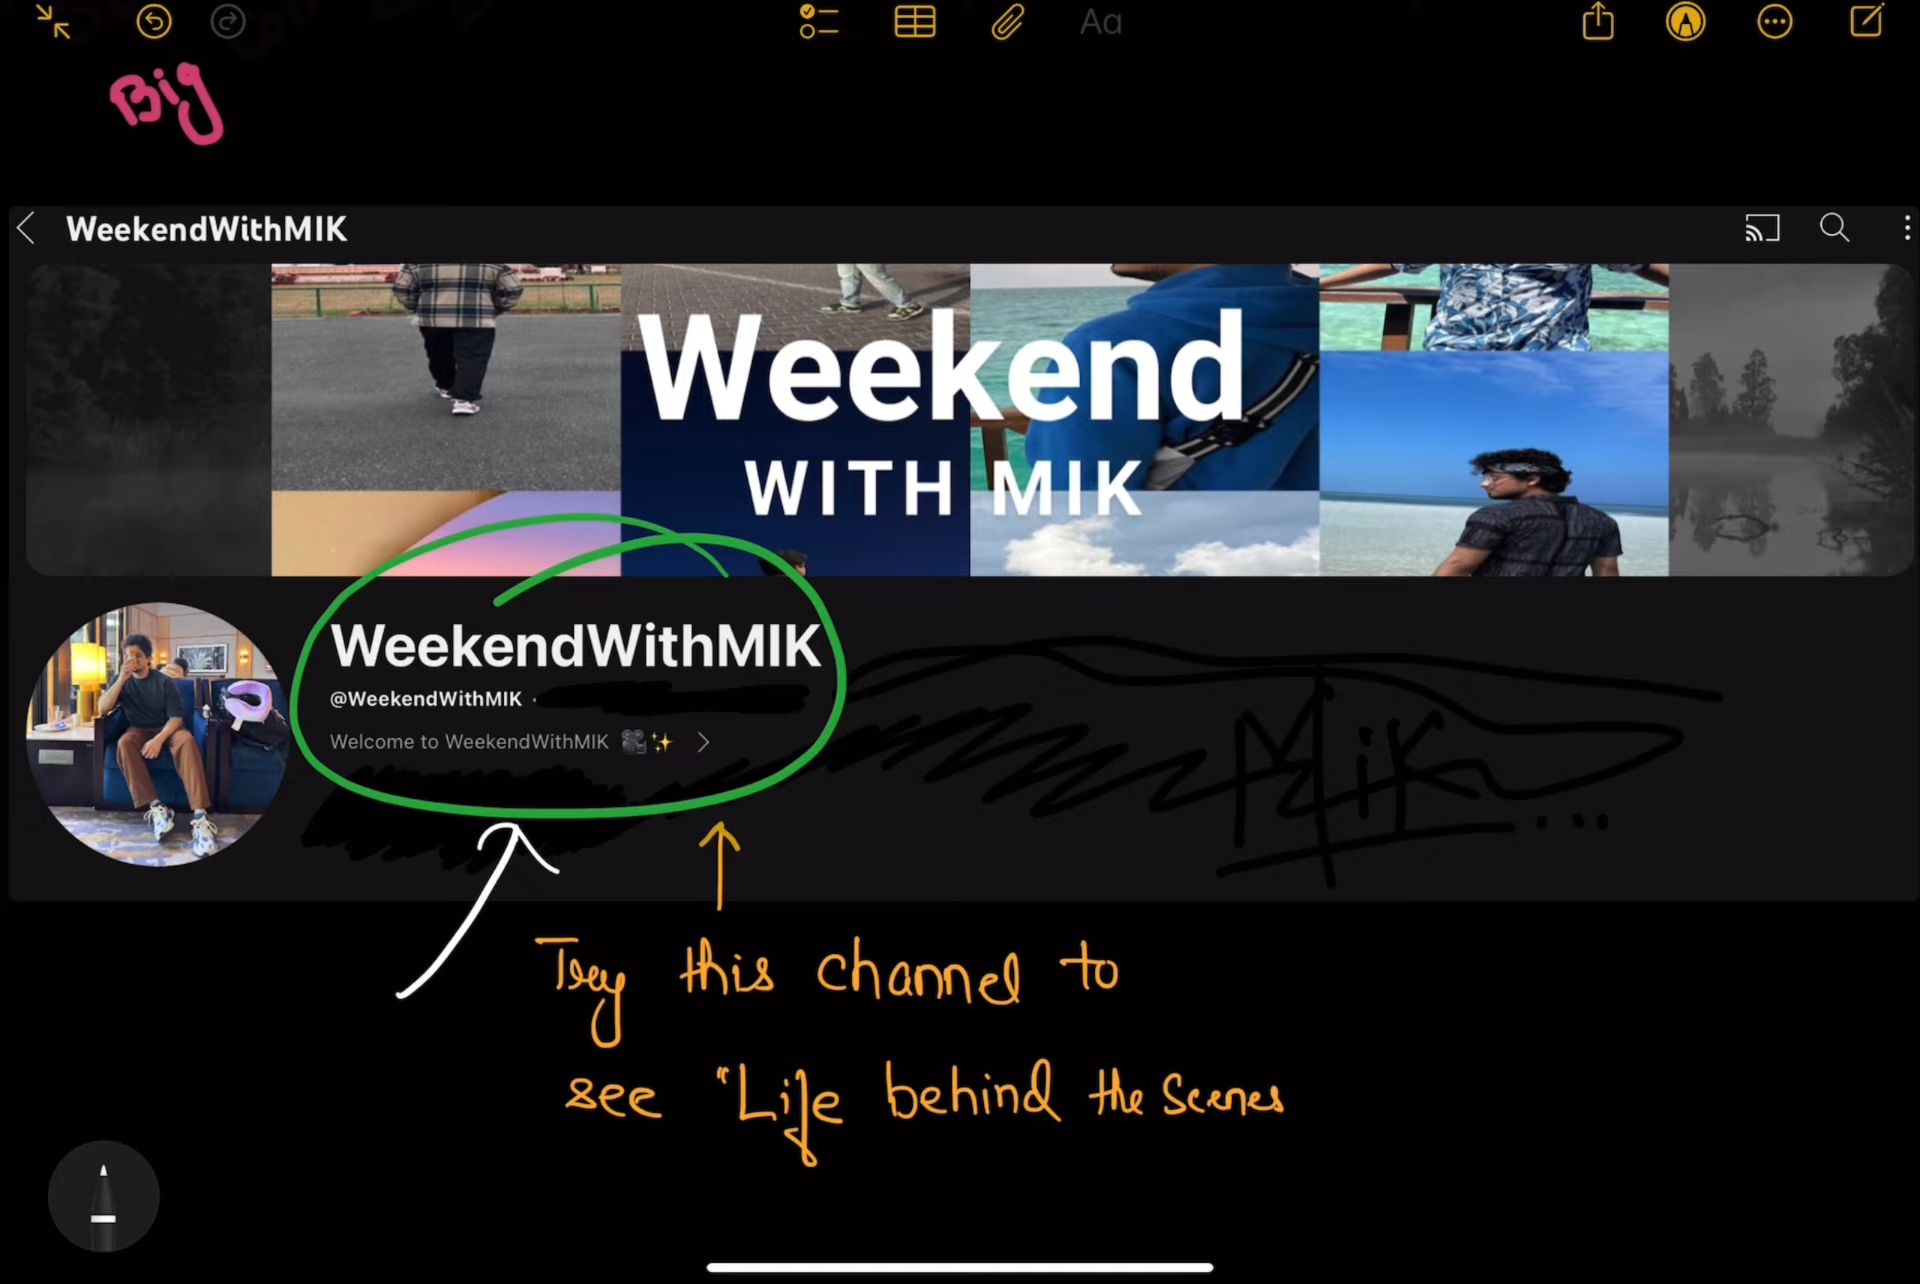 Aa
Big
WeekendWithMIK
Weekend
WITH MIK
WeekendWithMIK
@WeekendWithMIK ·
Welcome to WeekendWithMIK 🎥✨ >
MiK...
Try this channel to
see "Life behind the Scenes